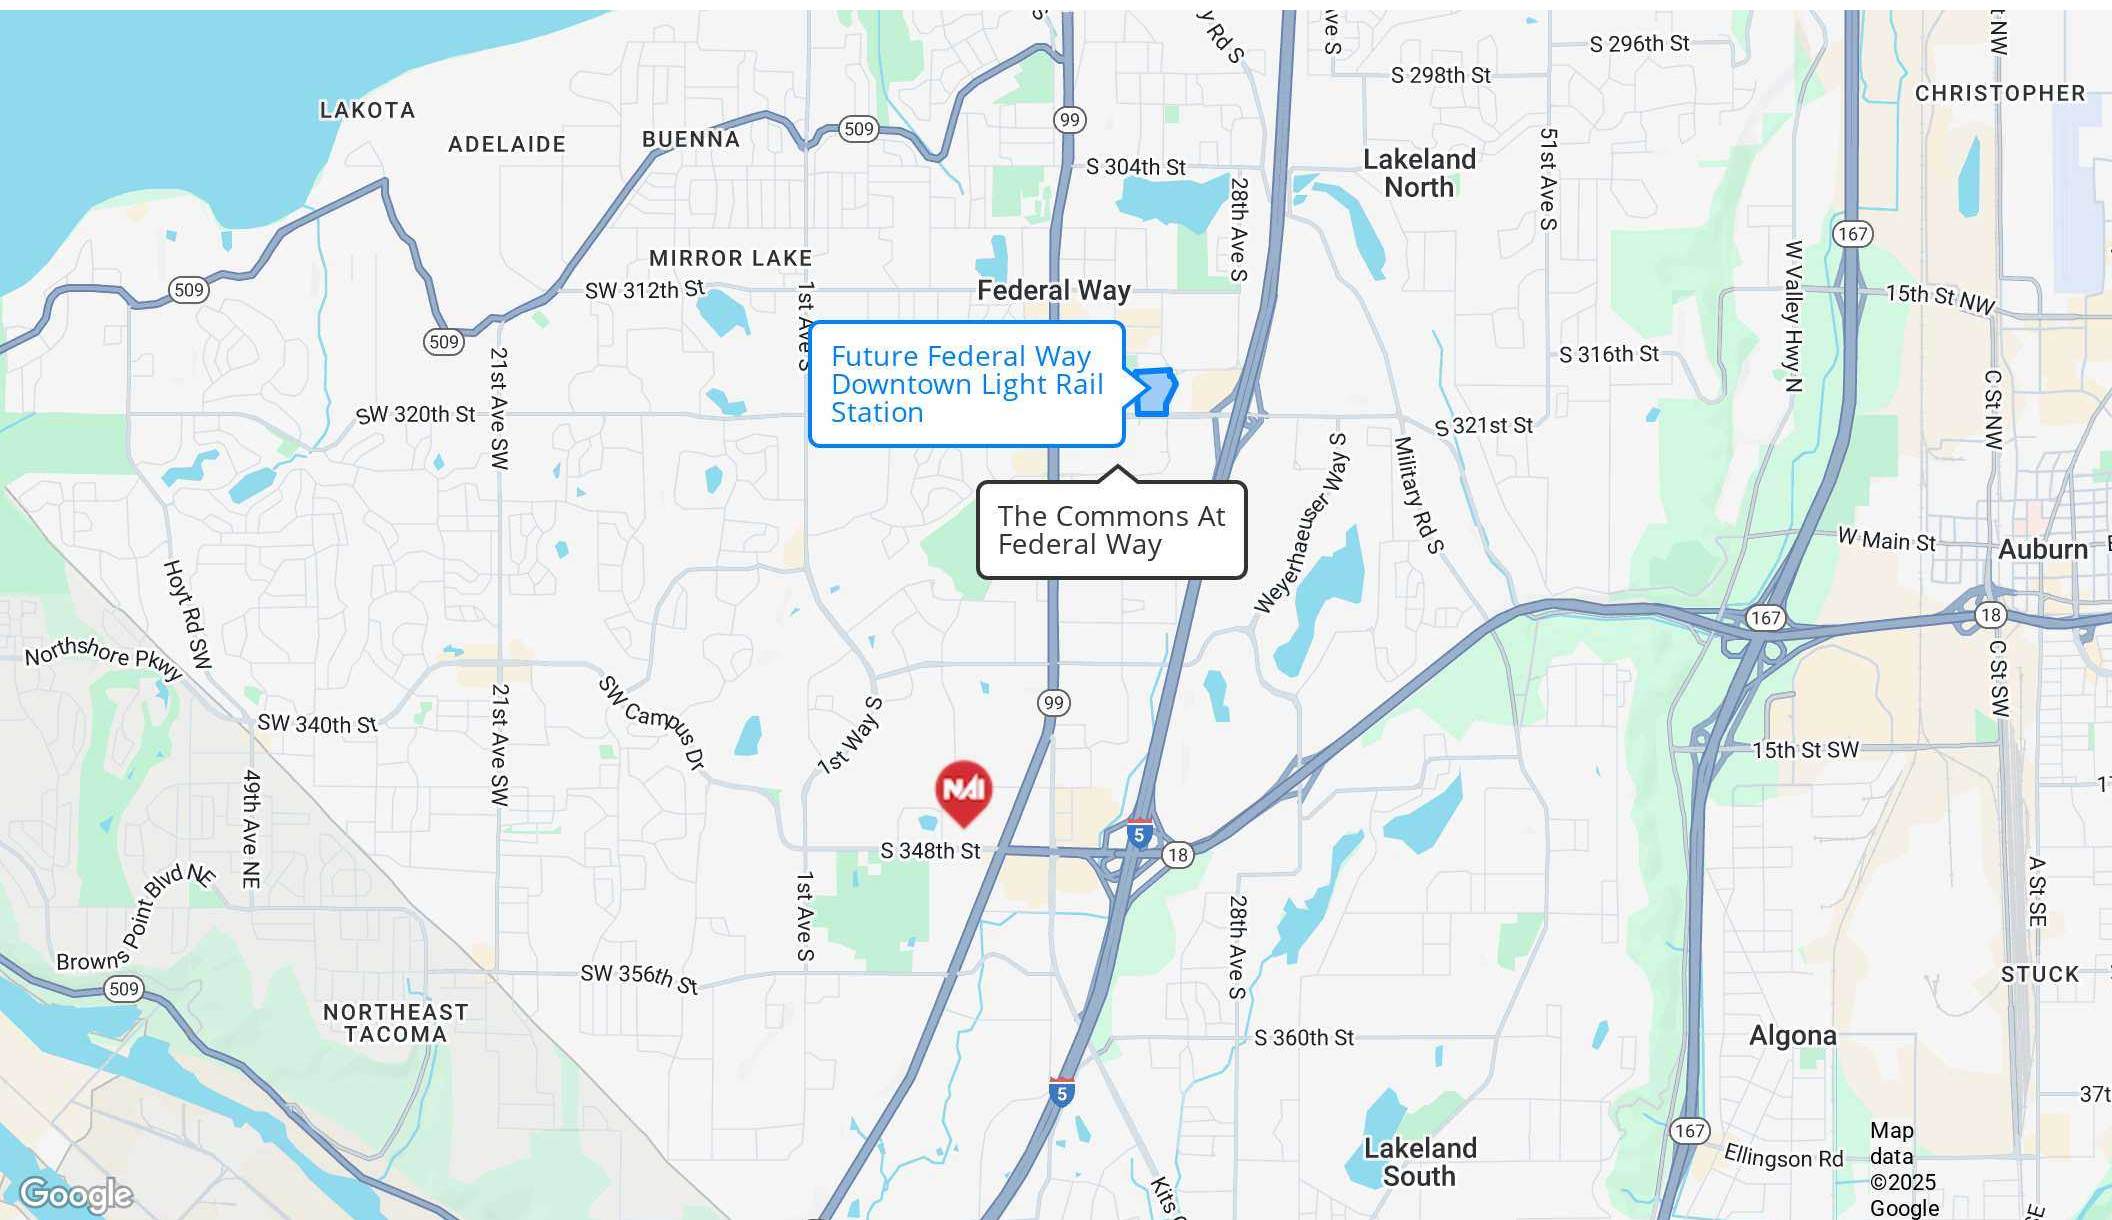 S 296th St
S 298th St
CHRISTOPHER
LAKOTA
ADELAIDE
BUENNA
509
99
S 304th St
Lakeland
North
51st Ave S
28th Ave S
167
W Valley Hwy N
MIRROR LAKE
SW 312th St
1st Ave S
Federal Way
509
509
15th St NW
Future Federal Way
Downtown Light Rail
Station
S 316th St
21st Ave SW
SW 320th St
S 321st St
C St NW
The Commons At
Federal Way
Weyerhaeuser Way S
Military Rd S
W Main St
Auburn
Hoyt Rd SW
Northshore Pkwy
167
18
C St SW
SW 340th St
21st Ave SW
SW Campus Dr
1st Way S
99
15th St SW
NAI
49th Ave NE
5
18
S 348th St
A St SE
Browns Point Blvd NE
1st Ave S
28th Ave S
SW 356th St
STUCK
509
NORTHEAST
TACOMA
S 360th St
Algona
5
167
Lakeland
South
Ellingson Rd
Map
data
©2025
Google
Google